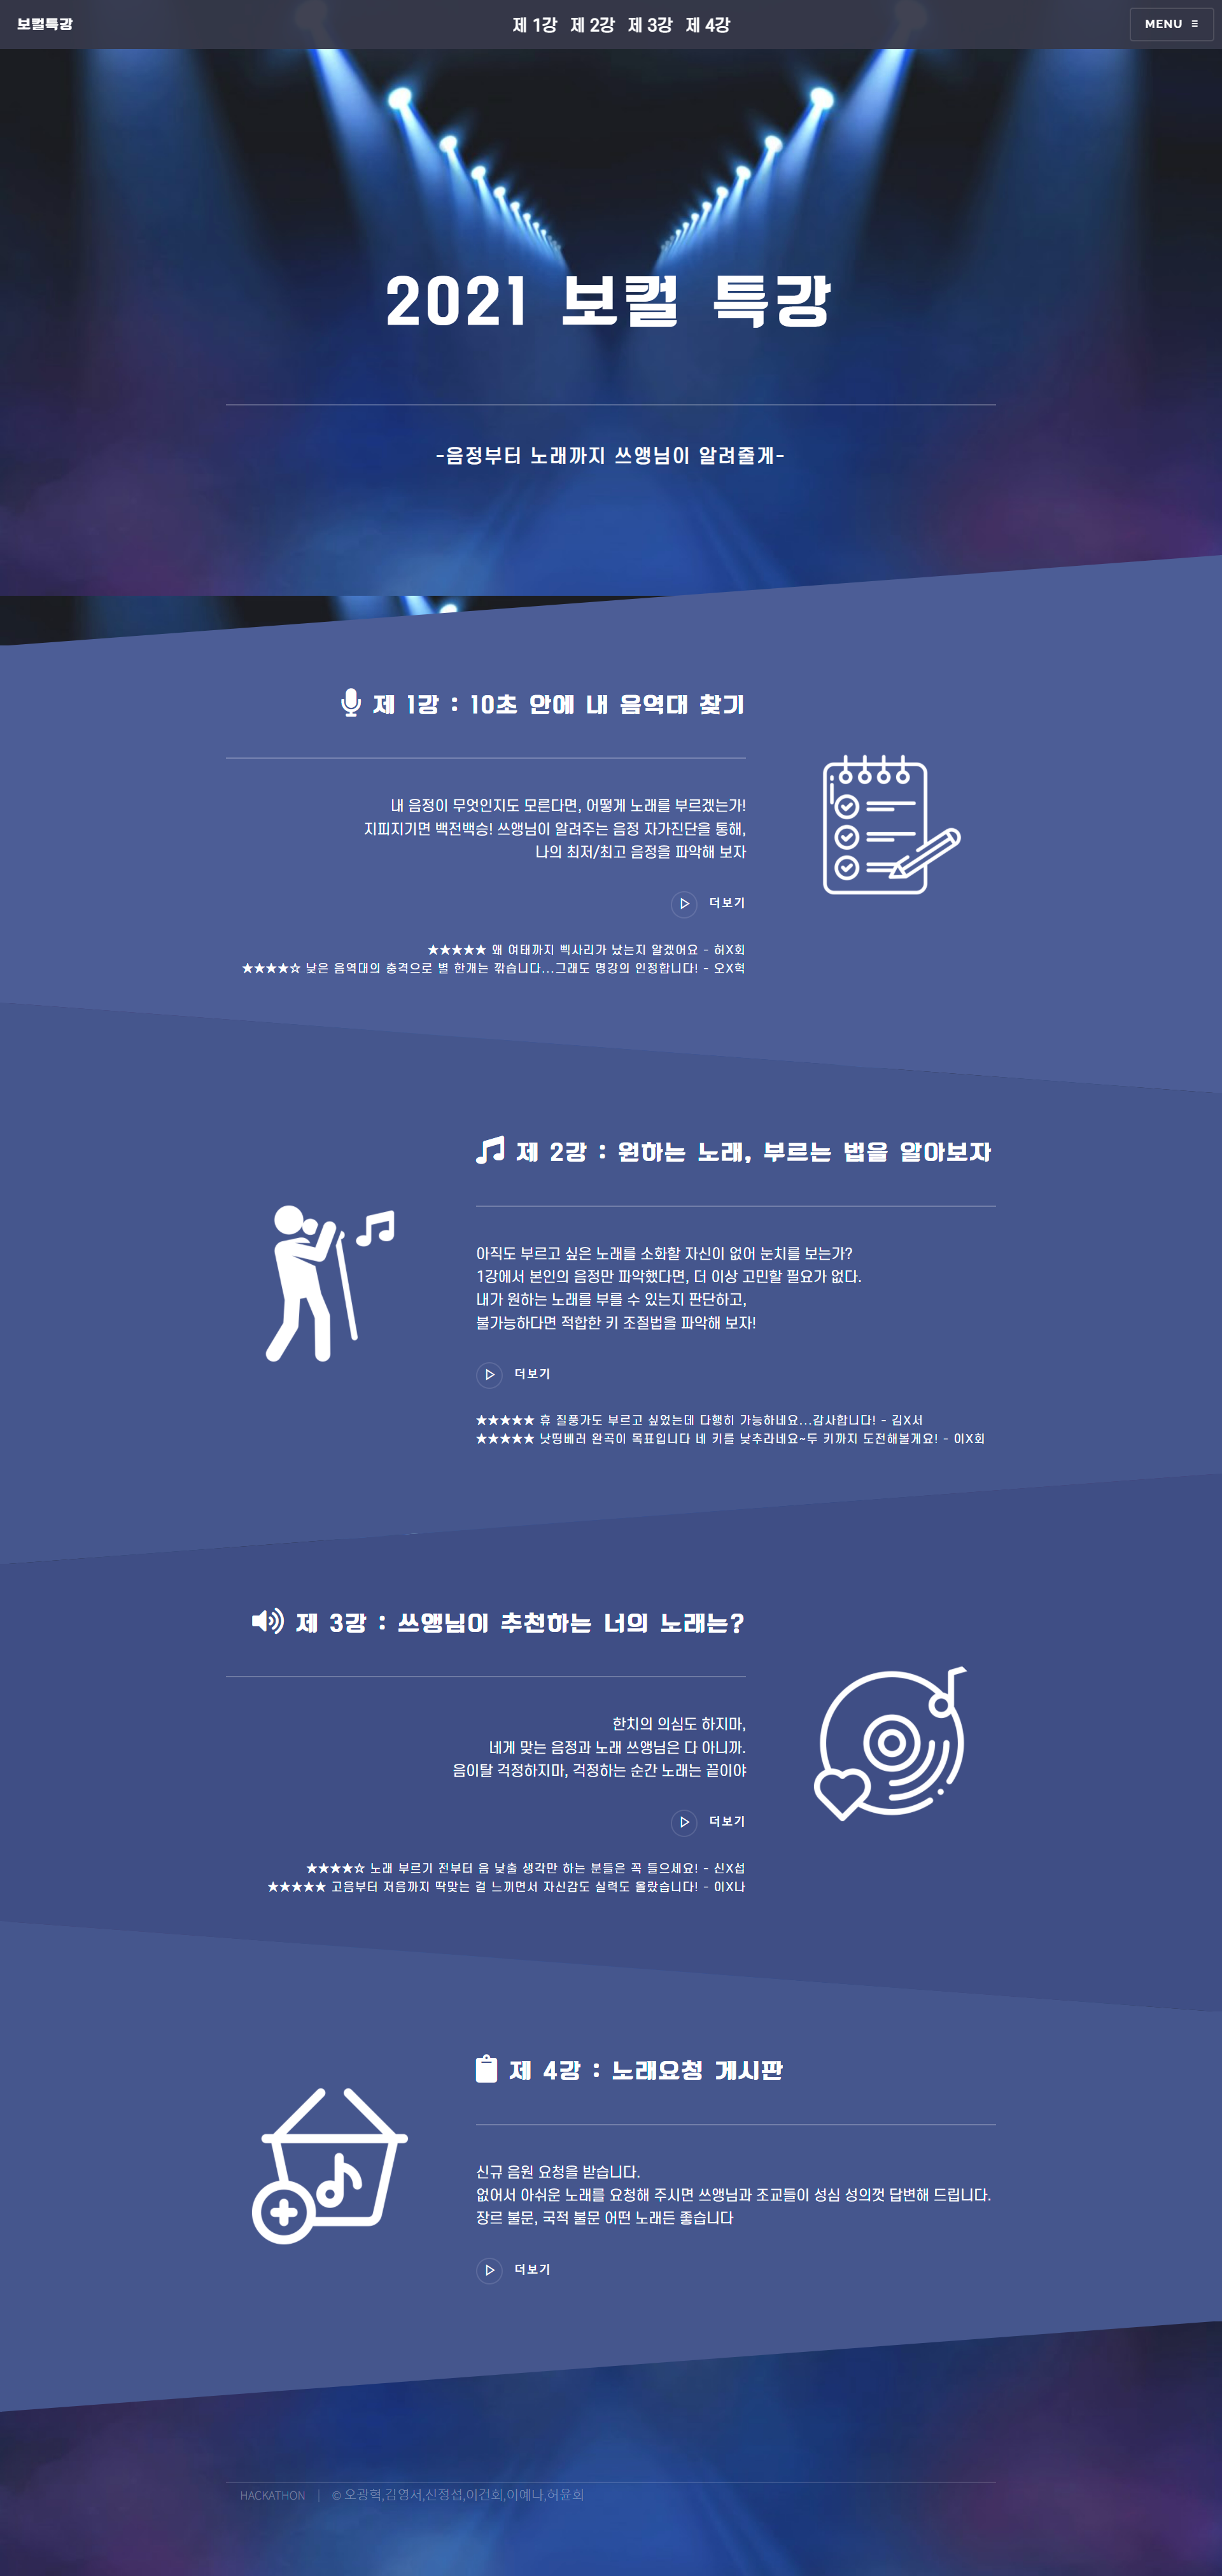 보컬특강
제 1강 제 2강 제 3강 제 4강
MENU
2021 보컬 특강
-음정부터 노래까지 쓰앵님이 알려줄게-
제 1강 : 10초 안에 내 음역대 찾기
내 음정이 무엇인지도 모른다면, 어떻게 노래를 부르겠는가!
지피지기면 백전백승! 쓰앵님이 알려주는 음정 자가진단을 통해,
나의 최저/최고 음정을 파악해 보자
더보기
★★★★★ 왜 여태까지 삑사리가 났는지 알겠어요 - 허X회
★★★★☆ 낮은 음역대의 충격으로 별 한개는 깎습니다...그래도 명강의 인정합니다! - 오X혁
제 2강 : 원하는 노래, 부르는 법을 알아보자
아직도 부르고 싶은 노래를 소화할 자신이 없어 눈치를 보는가?
1강에서 본인의 음정만 파악했다면, 더 이상 고민할 필요가 없다.
내가 원하는 노래를 부를 수 있는지 판단하고,
불가능하다면 적합한 키 조절법을 파악해 보자!
더보기
★★★★★ 휴 질풍가도 부르고 싶었는데 다행히 가능하네요...감사합니다! - 김X서
★★★★★ 낫띵베러 완곡이 목표입니다 네 키를 낮추라네요~두 키까지 도전해볼게요! - 이X회
제 3강 : 쓰앵님이 추천하는 너의 노래는?
한치의 의심도 하지마,
네게 맞는 음정과 노래 쓰앵님은 다 아니까.
음이탈 걱정하지마, 걱정하는 순간 노래는 끝이야
더보기
★★★★☆ 노래 부르기 전부터 음 낮출 생각만 하는 분들은 꼭 들으세요! - 신X섭
★★★★★ 고음부터 저음까지 딱맞는 걸 느끼면서 자신감도 실력도 올랐습니다! - 이X나
제 4강 : 노래요청 게시판
신규 음원 요청을 받습니다.
없어서 아쉬운 노래를 요청해 주시면 쓰앵님과 조교들이 성심 성의껏 답변해 드립니다.
장르 불문, 국적 불문 어떤 노래든 좋습니다
더보기
HACKATHON | © 오광혁,김영서,신정섭,이건회,이예나,허윤회